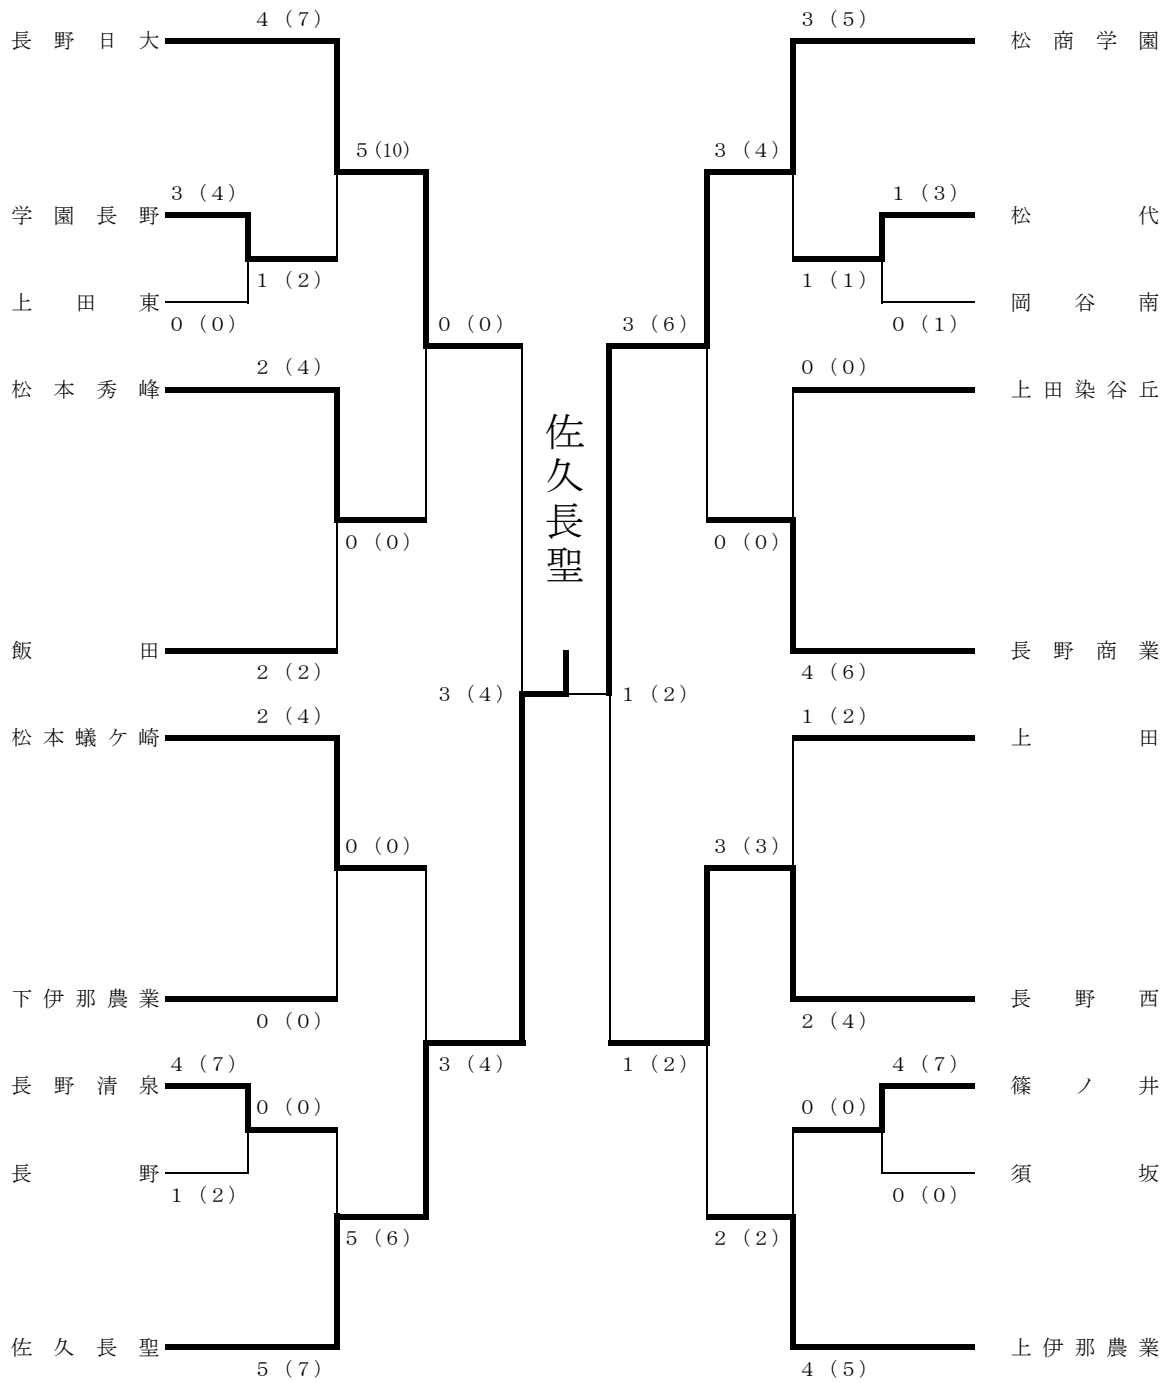 4 (7)
長野日大
5 (10)
3 (4)
学園長野
1 (2)
上田東
0 (0)
0 (0)
2 (4)
松本秀峰
0 (0)
飯田
2 (2)
3 (4)
2 (4)
松本蟻ケ崎
0 (0)
下伊那農業
0 (0)
4 (7)
長野清泉
3 (4)
0 (0)
長野
1 (2)
5 (6)
佐久長聖
5 (7)
佐久長聖
3 (5)
松商学園
3 (4)
1 (3)
松代
1 (1)
岡谷南
0 (1)
3 (6)
0 (0)
上田染谷丘
0 (0)
長野商業
4 (6)
1 (2)
1 (2)
上田
3 (3)
長野西
2 (4)
1 (2)
4 (7)
篠ノ井
0 (0)
須坂
0 (0)
2 (2)
上伊那農業
4 (5)